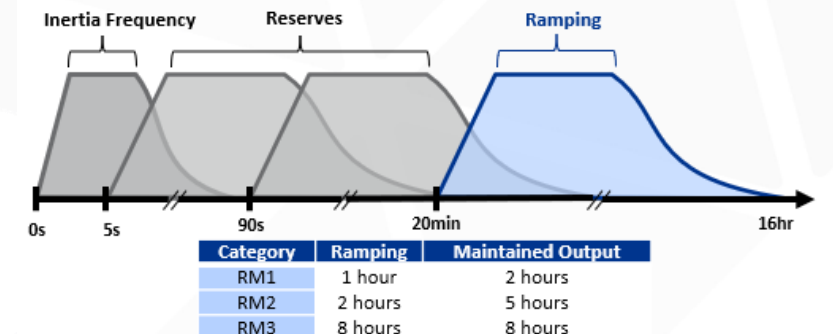 Inertia Frequency Reserves Ramping
0s 5s 90s 20min 16hr
Category Ramping Maintained Output
RM1 1 hour 2 hours
RM2 2 hours 5 hours
RM3 8 hours 8 hours